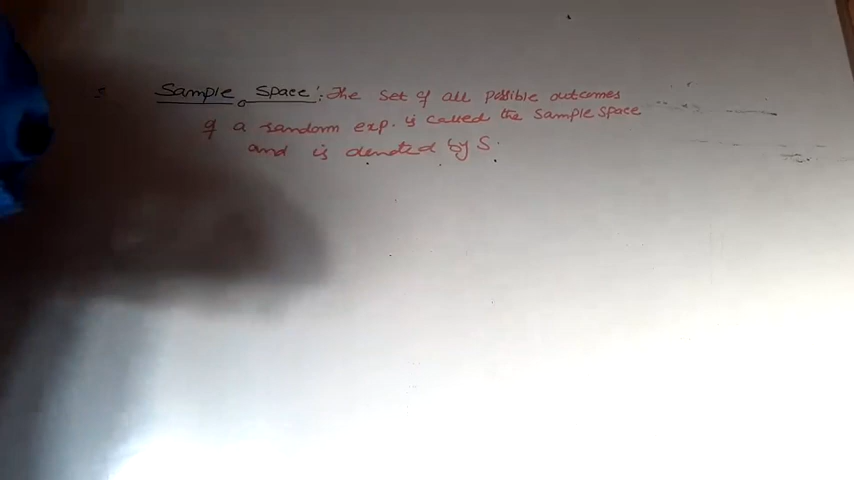 Sample Space: The set of all possible outcomes
of a random exp. is called the sample space
and is denoted by S.